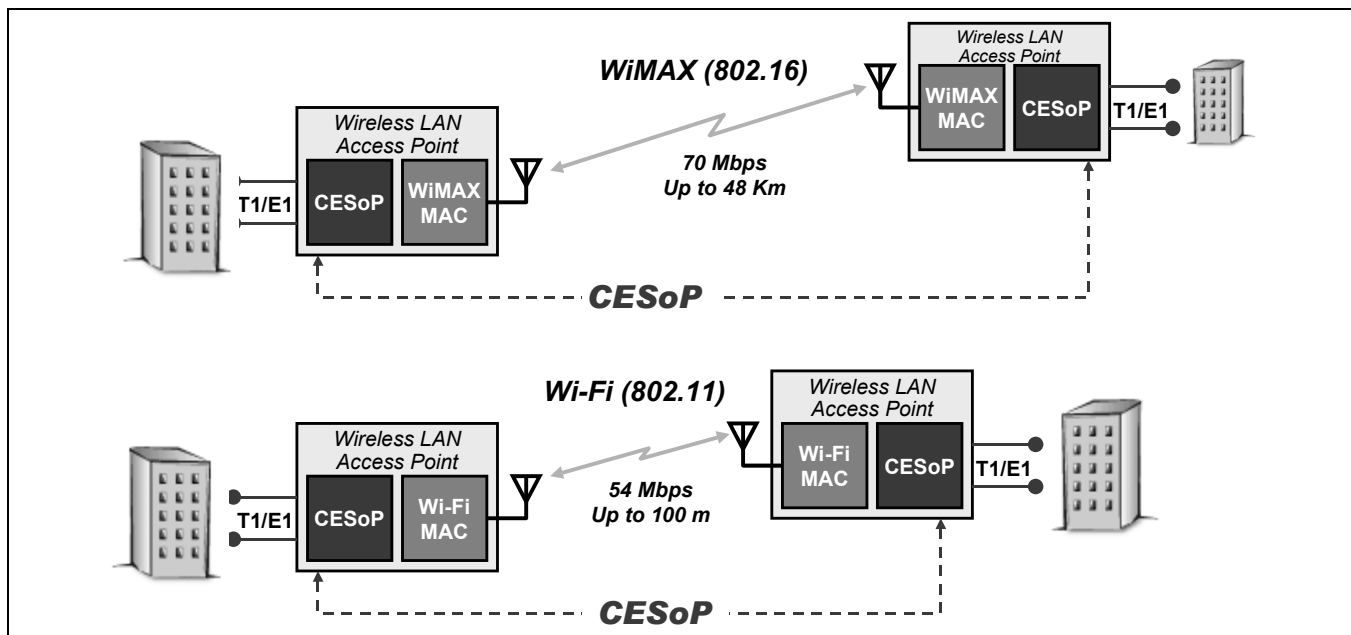 WiMAX (802.16)
Wireless LAN
Access Point
WiMAX
MAC
CESoP
T1/E1
Wireless LAN
Access Point
T1/E1
CESoP
WiMAX
MAC
70 Mbps
Up to 48 Km
CESoP
Wi-Fi (802.11)
Wireless LAN
Access Point
Wi-Fi
MAC
CESoP
T1/E1
Wireless LAN
Access Point
T1/E1
CESoP
Wi-Fi
MAC
54 Mbps
Up to 100 m
CESoP